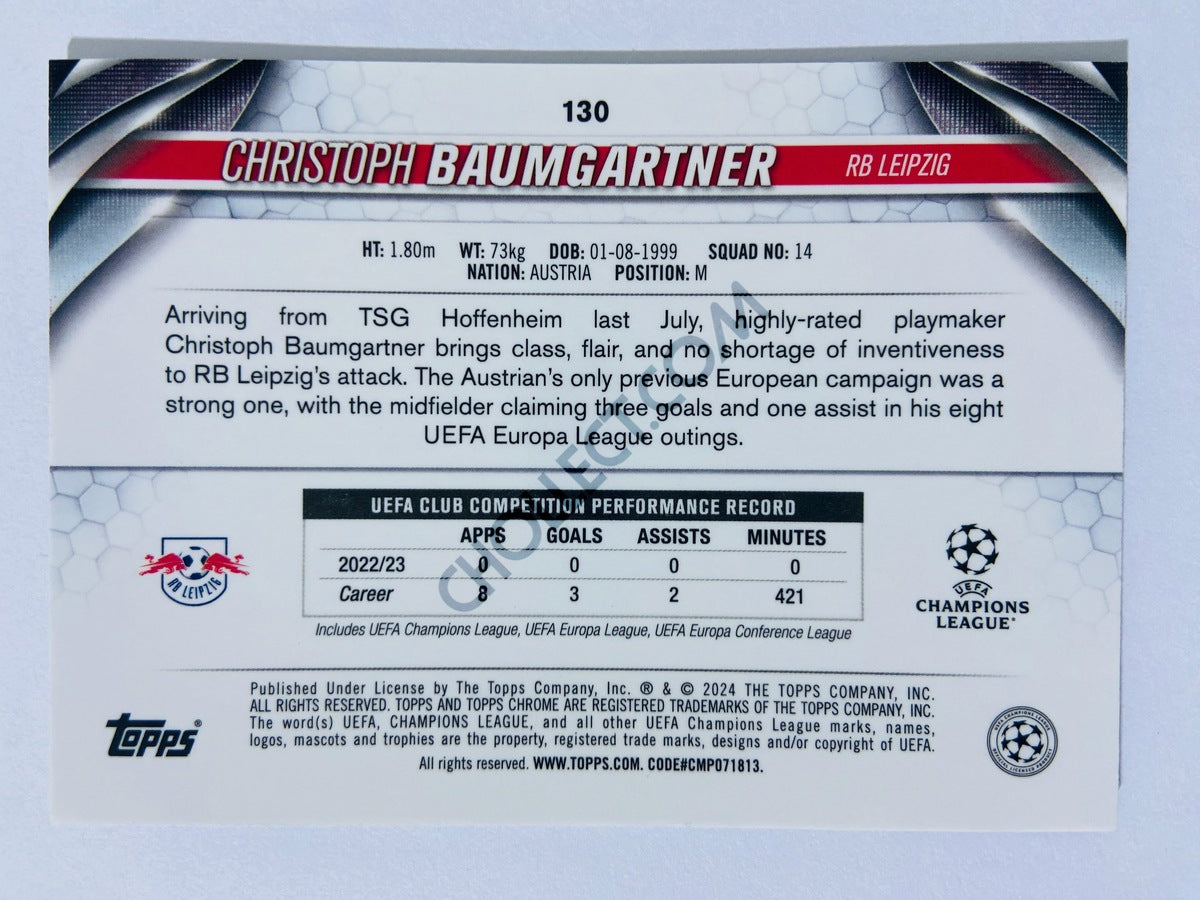 130
CHRISTOPH BAUMGARTNER RB LEIPZIG
HT: 1.80m WT: 73kg DOB: 01-08-1999 SQUAD NO: 14
NATION: AUSTRIA POSITION: M
Arriving from TSG Hoffenheim last July, highly-rated playmaker
Christoph Baumgartner brings class, flair, and no shortage of inventiveness
to RB Leipzig's attack. The Austrian's only previous European campaign was a
strong one, with the midfielder claiming three goals and one assist in his eight
UEFA Europa League outings.
CHOLLECT.COM
UEFA CLUB COMPETITION PERFORMANCE RECORD
APPS GOALS ASSISTS MINUTES
2022/23 0 0 0 0
Career 8 3 2 421
Includes UEFA Champions League, UEFA Europa League, UEFA Europa Conference League
RB LEIPZIG
UEFA
CHAMPIONS
LEAGUE®
Published Under License by The Topps Company, Inc. ® & © 2024 THE TOPPS COMPANY, INC.
ALL RIGHTS RESERVED. TOPPS AND TOPPS CHROME ARE REGISTERED TRADEMARKS OF THE TOPPS COMPANY, INC.
The word(s) UEFA, CHAMPIONS LEAGUE, and all other UEFA Champions League marks, names,
logos, mascots and trophies are the property, registered trade marks, designs and/or copyright of UEFA.
All rights reserved. WWW.TOPPS.COM. CODE#CMP071813.
Topps®
UEFA CHAMPIONS LEAGUE
OFFICIAL LICENSED PRODUCT